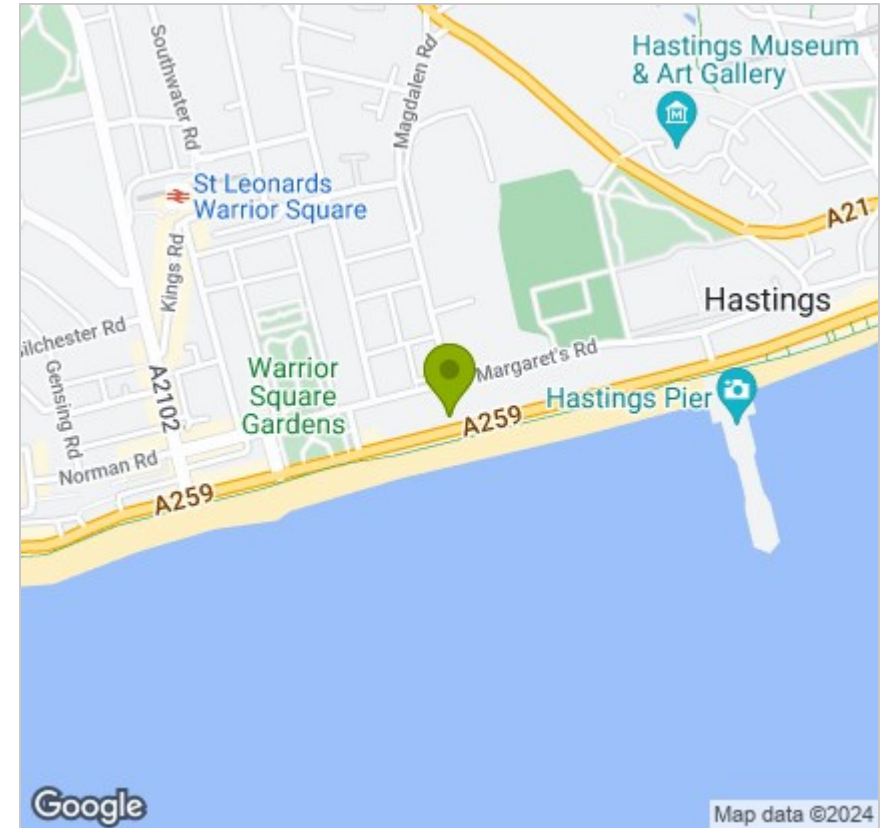 Southwater Rd
Magdalen Rd
Hastings Museum
& Art Gallery
M
St Leonards
Warrior Square
A21
Kings Rd
Hastings
ilchester Rd
Gensing Rd
A2102
Warrior
Square
Gardens
Margaret's Rd
Hastings Pier
A259
Norman Rd
A259
Google
Map data ©2024